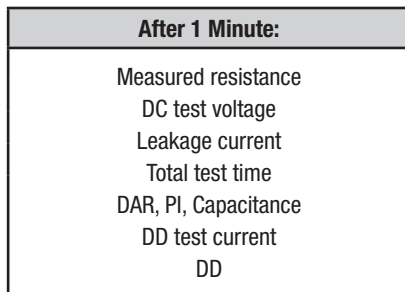 After 1 Minute:
Measured resistance
DC test voltage
Leakage current
Total test time
DAR, PI, Capacitance
DD test current
DD